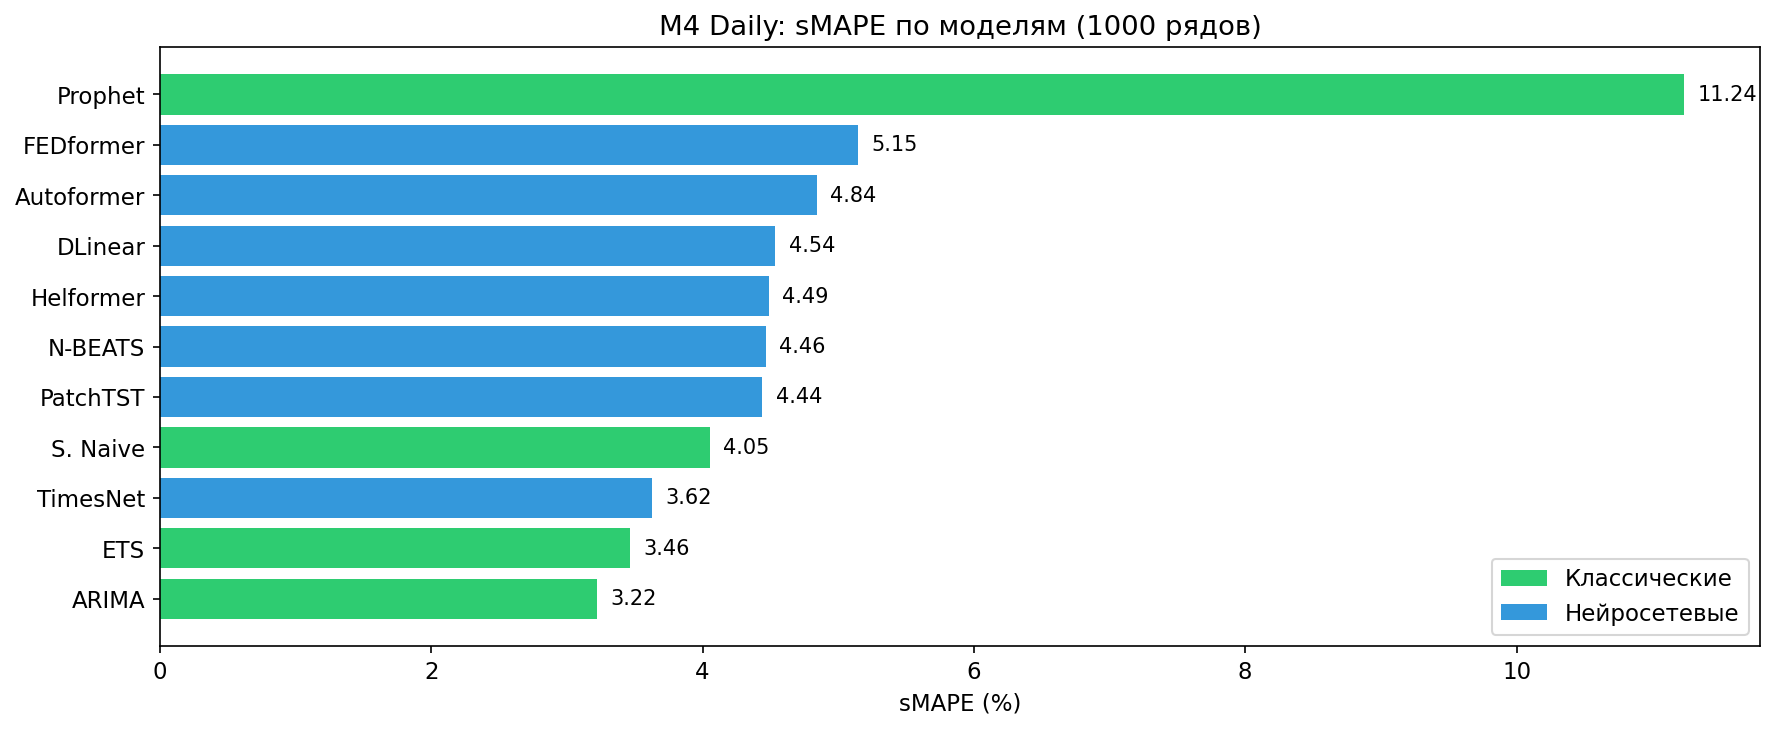 M4 Daily: sMAPE по моделям (1000 рядов)
Prophet 11.24
FEDformer 5.15
Autoformer 4.84
DLinear 4.54
Helformer 4.49
N-BEATS 4.46
PatchTST 4.44
S. Naive 4.05
TimesNet 3.62
ETS 3.46
ARIMA 3.22
Классические
Нейросетевые
0 2 4 6 8 10
sMAPE (%)